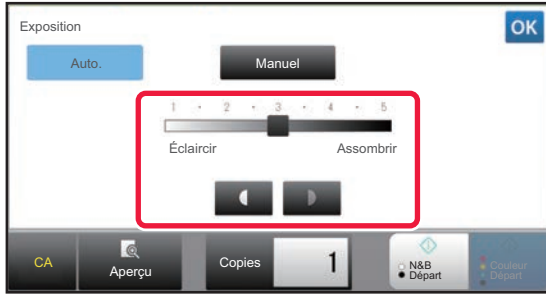 Exposition
OK
Auto.
Manuel
1 · 2 · 3 · 4 · 5
Éclaircir
Assombrir
CA
Aperçu
Copies
1
N&B
Départ
Couleur
Départ